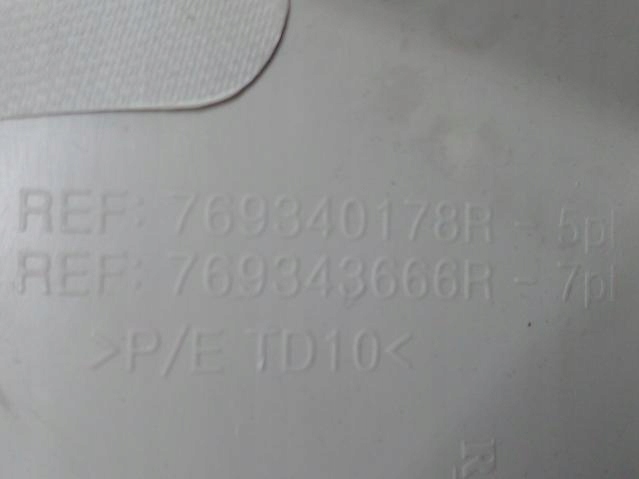 REF: 769340178R - 5pl
REF: 769343666R - 7pl
>P/E TD10<
R